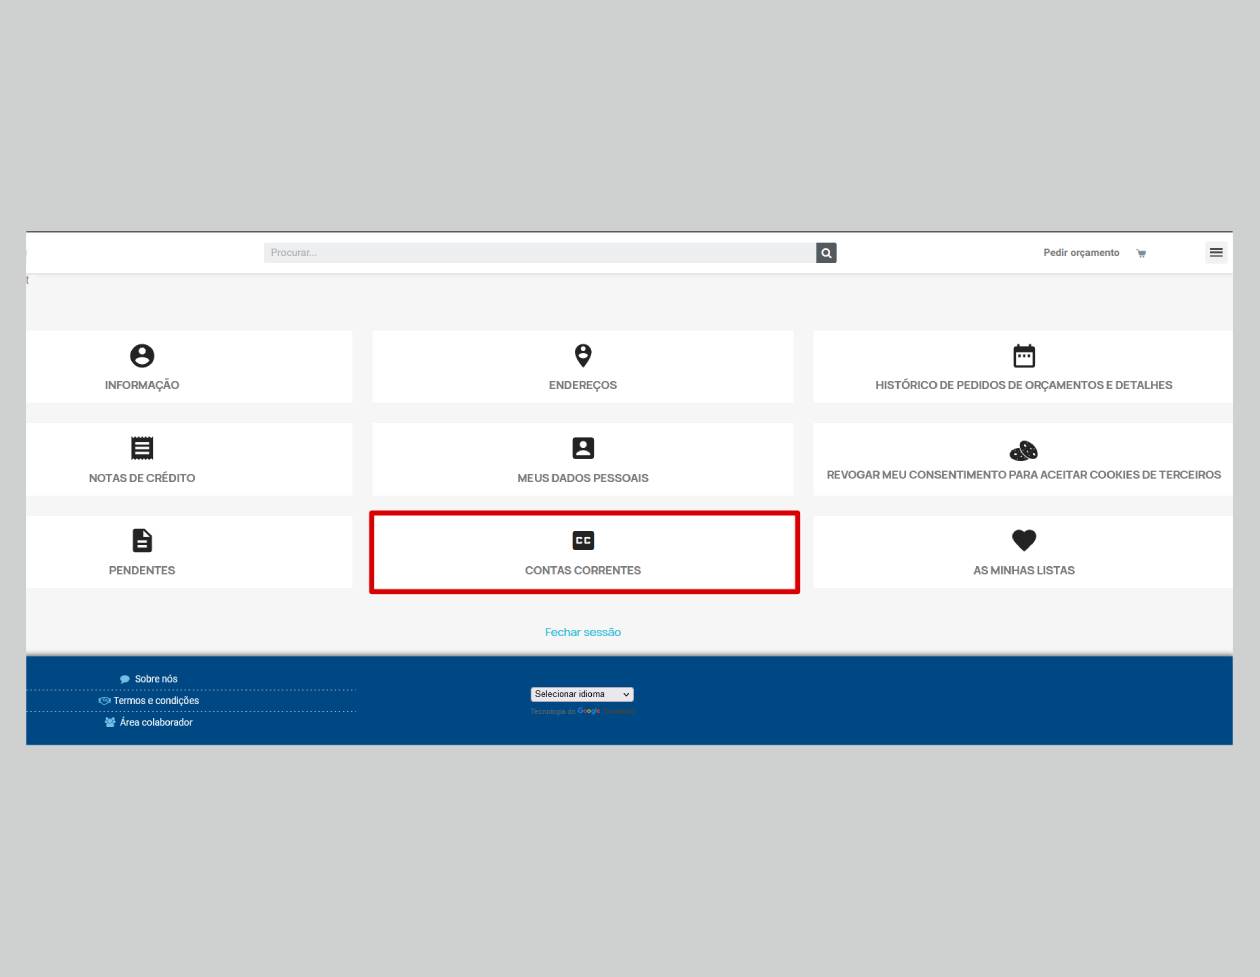 Procurar...
Pedir orçamento
t
INFORMAÇÃO
ENDEREÇOS
HISTÓRICO DE PEDIDOS DE ORÇAMENTOS E DETALHES
NOTAS DE CRÉDITO
MEUS DADOS PESSOAIS
REVOGAR MEU CONSENTIMENTO PARA ACEITAR COOKIES DE TERCEIROS
PENDENTES
CC
CONTAS CORRENTES
AS MINHAS LISTAS
Fechar sessão
Sobre nós
Termos e condições
Área colaborador
Selecionar idioma
Tecnologia do Google